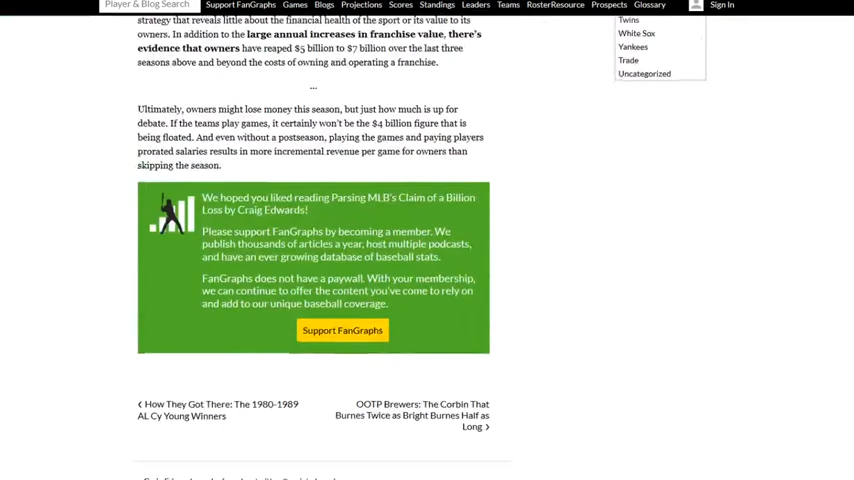 Player & Blog Search Support FanGraphs Games Blogs Projections Scores Standings Leaders Teams RosterResource Prospects Glossary Sign In
strategy that reveals little about the financial health of the sport or its value to its
owners. In addition to the large annual increases in franchise value, there's
evidence that owners have reaped $5 billion to $7 billion over the last three
seasons above and beyond the costs of owning and operating a franchise.
...
Ultimately, owners might lose money this season, but just how much is up for
debate. If the teams play games, it certainly won't be the $4 billion figure that is
being floated. And even without a postseason, playing the games and paying players
prorated salaries results in more incremental revenue per game for owners than
skipping the season.
Twins
White Sox
Yankees
Trade
Uncategorized
We hoped you liked reading Parsing MLB's Claim of a Billion
Loss by Craig Edwards!
Please support FanGraphs by becoming a member. We
publish thousands of articles a year, host multiple podcasts,
and have an ever growing database of baseball stats.
FanGraphs does not have a paywall. With your membership,
we can continue to offer the content you've come to rely on
and add to our unique baseball coverage.
Support FanGraphs
‹ How They Got There: The 1980-1989
AL Cy Young Winners
OOTP Brewers: The Corbin That
Burnes Twice as Bright Burnes Half as
Long ›